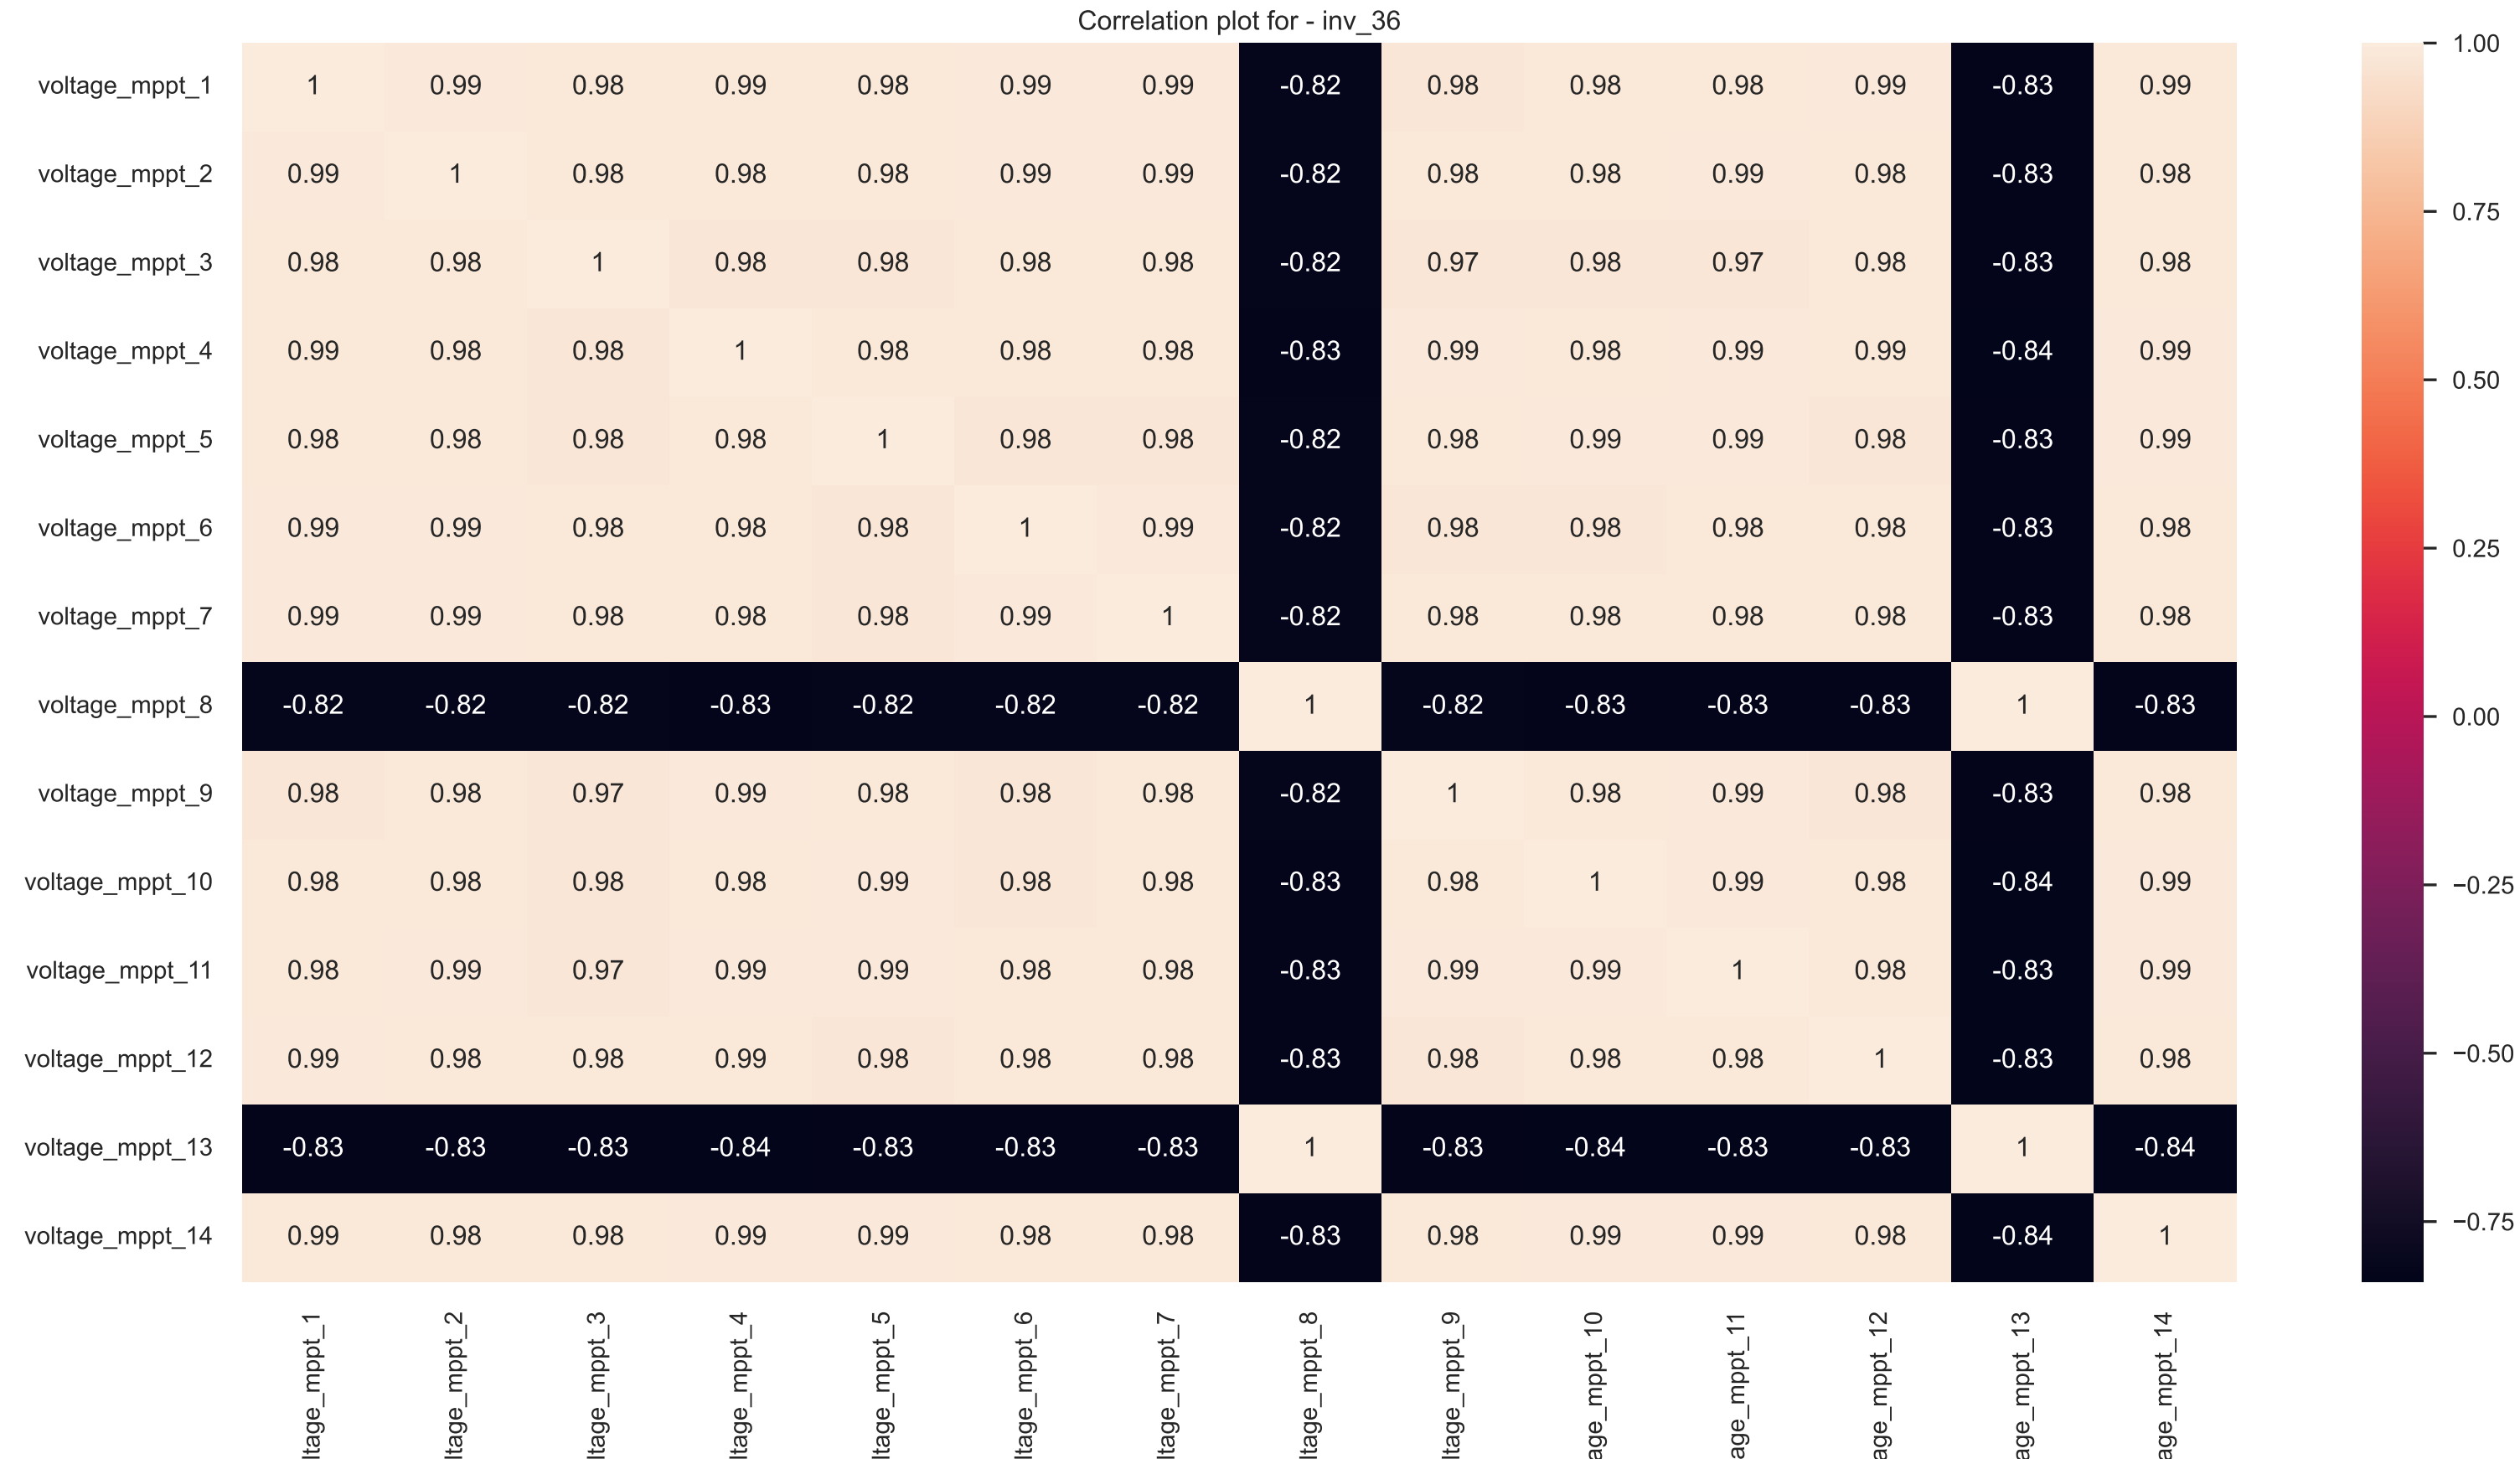 Correlation plot for - inv_36
voltage_mppt_1 1 0.99 0.98 0.99 0.98 0.99 0.99 -0.82 0.98 0.98 0.98 0.99 -0.83 0.99
voltage_mppt_2 0.99 1 0.98 0.98 0.98 0.99 0.99 -0.82 0.98 0.98 0.99 0.98 -0.83 0.98
voltage_mppt_3 0.98 0.98 1 0.98 0.98 0.98 0.98 -0.82 0.97 0.98 0.97 0.98 -0.83 0.98
voltage_mppt_4 0.99 0.98 0.98 1 0.98 0.98 0.98 -0.83 0.99 0.98 0.99 0.99 -0.84 0.99
voltage_mppt_5 0.98 0.98 0.98 0.98 1 0.98 0.98 -0.82 0.98 0.99 0.99 0.98 -0.83 0.99
voltage_mppt_6 0.99 0.99 0.98 0.98 0.98 1 0.99 -0.82 0.98 0.98 0.98 0.98 -0.83 0.98
voltage_mppt_7 0.99 0.99 0.98 0.98 0.98 0.99 1 -0.82 0.98 0.98 0.98 0.98 -0.83 0.98
voltage_mppt_8 -0.82 -0.82 -0.82 -0.83 -0.82 -0.82 -0.82 1 -0.82 -0.83 -0.83 -0.83 1 -0.83
voltage_mppt_9 0.98 0.98 0.97 0.99 0.98 0.98 0.98 -0.82 1 0.98 0.99 0.98 -0.83 0.98
voltage_mppt_10 0.98 0.98 0.98 0.98 0.99 0.98 0.98 -0.83 0.98 1 0.99 0.98 -0.84 0.99
voltage_mppt_11 0.98 0.99 0.97 0.99 0.99 0.98 0.98 -0.83 0.99 0.99 1 0.98 -0.83 0.99
voltage_mppt_12 0.99 0.98 0.98 0.99 0.98 0.98 0.98 -0.83 0.98 0.98 0.98 1 -0.83 0.98
voltage_mppt_13 -0.83 -0.83 -0.83 -0.84 -0.83 -0.83 -0.83 1 -0.83 -0.84 -0.83 -0.83 1 -0.84
voltage_mppt_14 0.99 0.98 0.98 0.99 0.99 0.98 0.98 -0.83 0.98 0.99 0.99 0.98 -0.84 1
ltage_mppt_1
ltage_mppt_2
ltage_mppt_3
ltage_mppt_4
ltage_mppt_5
ltage_mppt_6
ltage_mppt_7
ltage_mppt_8
ltage_mppt_9
age_mppt_10
age_mppt_11
age_mppt_12
age_mppt_13
age_mppt_14
1.00
0.75
0.50
0.25
0.00
−0.25
−0.50
−0.75